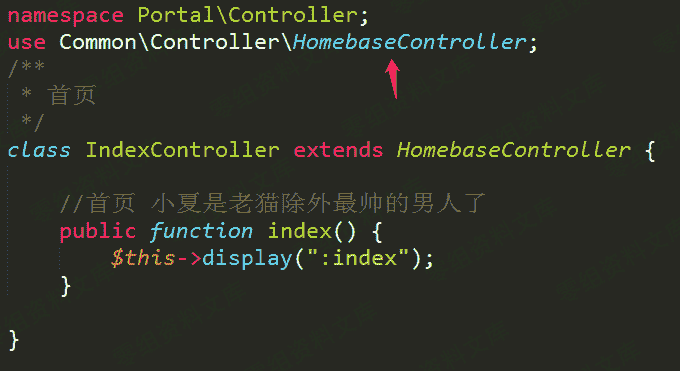 namespace Portal\Controller;
use Common\Controller\HomebaseController;
/**
 * 首页
 */
class IndexController extends HomebaseController {
    //首页 小夏是老猫除外最帅的男人了
    public function index() {
        $this->display(":index");
    }
}